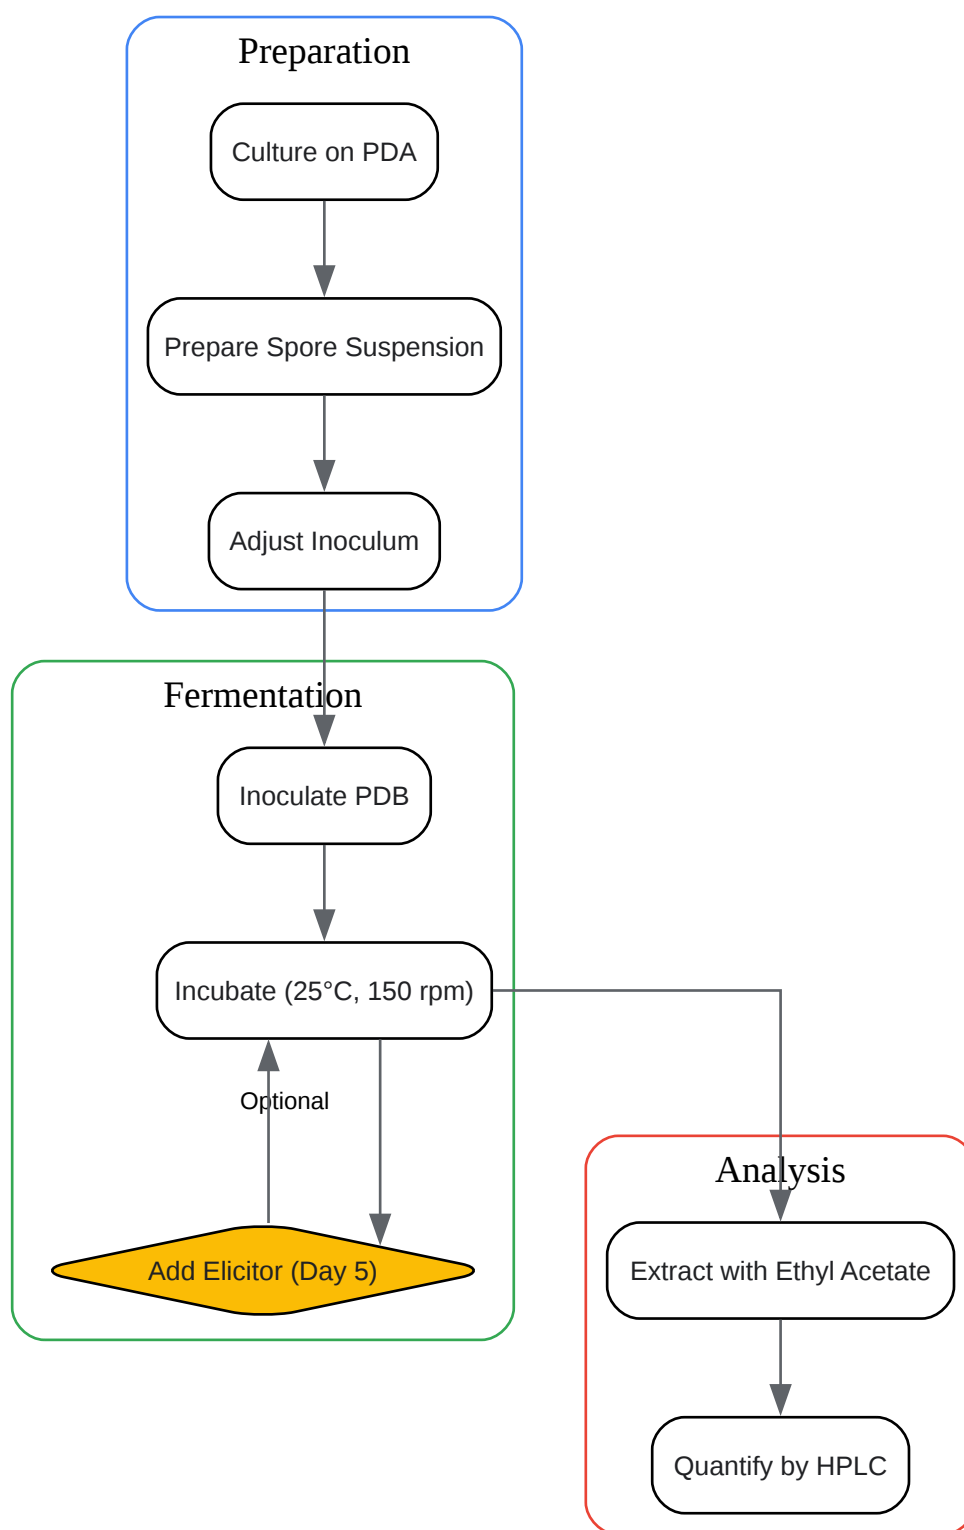 Preparation
Culture on PDA
Prepare Spore Suspension
Adjust Inoculum
Fermentation
Inoculate PDB
Incubate (25°C, 150 rpm)
Optional
Add Elicitor (Day 5)
Analysis
Extract with Ethyl Acetate
Quantify by HPLC